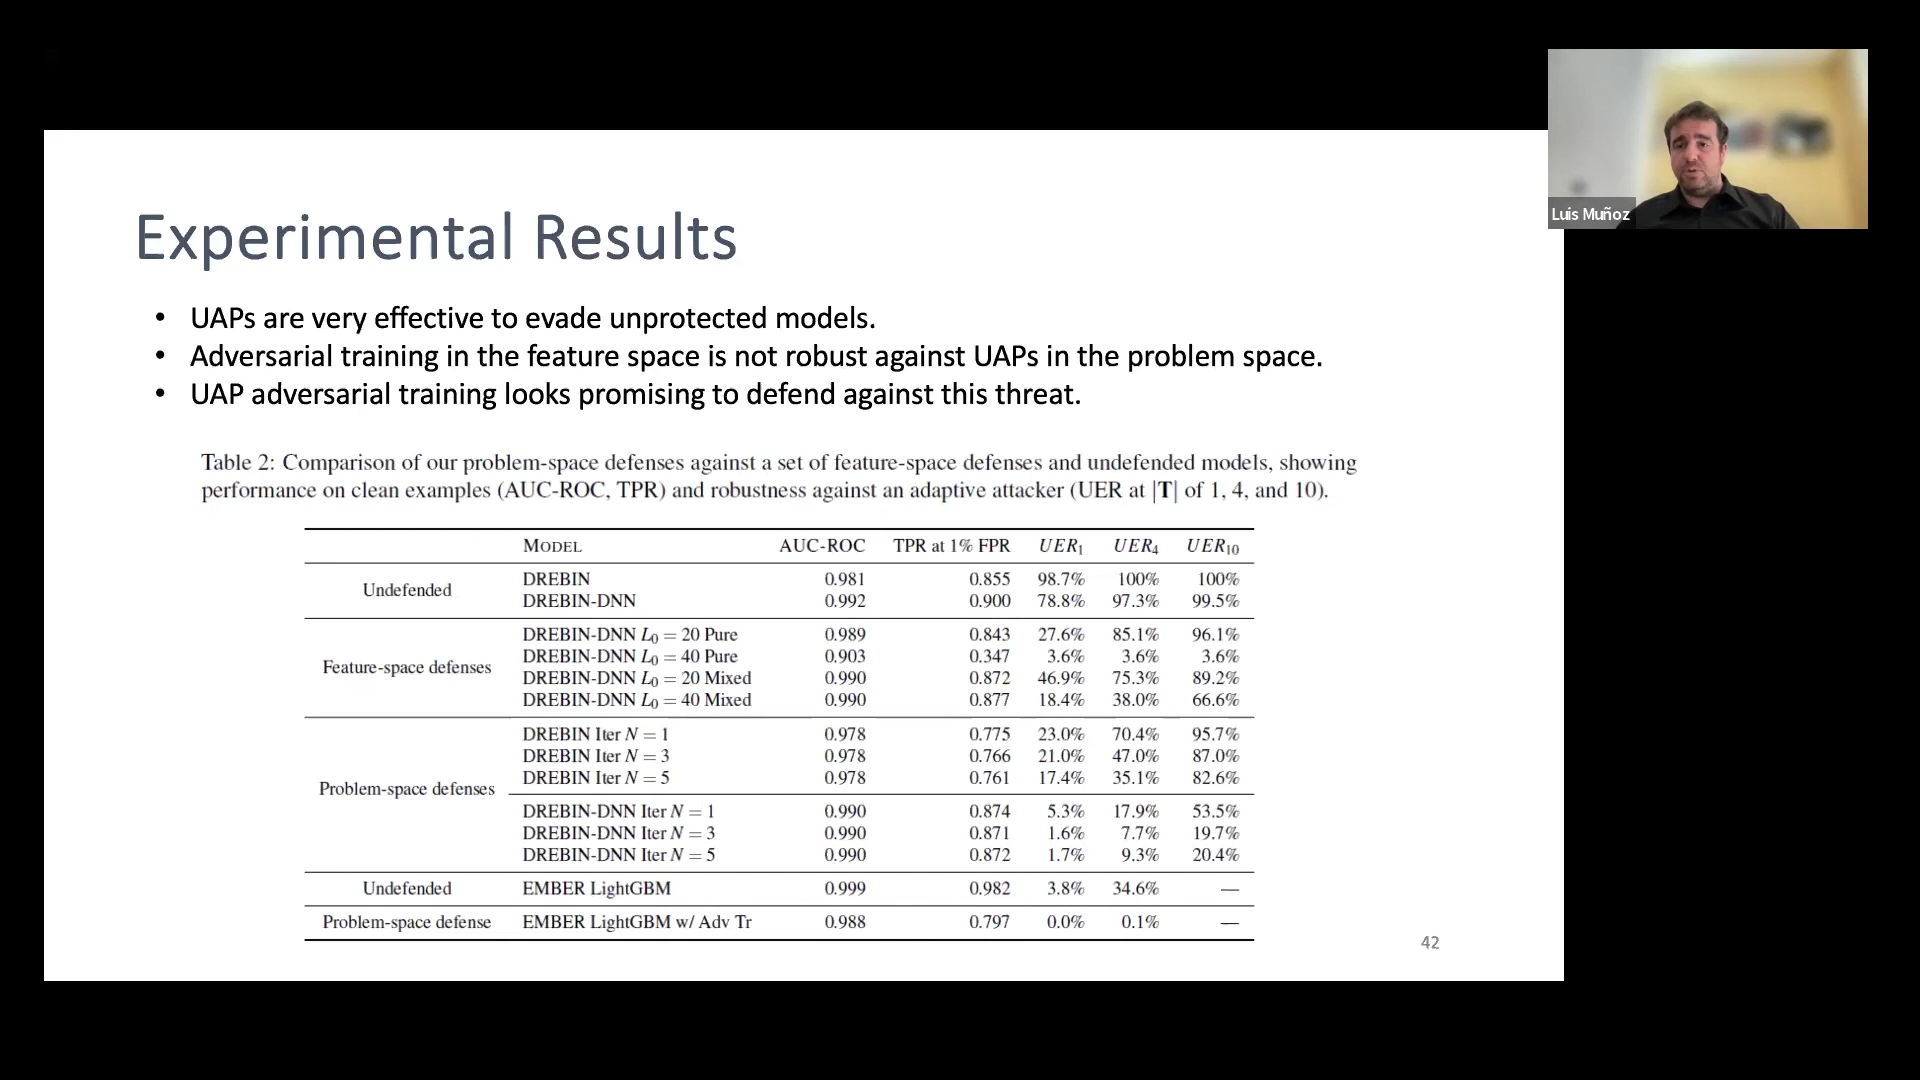 Luis Muñoz
Experimental Results
• UAPs are very effective to evade unprotected models.
• Adversarial training in the feature space is not robust against UAPs in the problem space.
• UAP adversarial training looks promising to defend against this threat.
Table 2: Comparison of our problem-space defenses against a set of feature-space defenses and undefended models, showing
performance on clean examples (AUC-ROC, TPR) and robustness against an adaptive attacker (UER at |T| of 1, 4, and 10).
MODEL AUC-ROC TPR at 1% FPR UER₁ UER₄ UER₁₀
Undefended
DREBIN 0.981 0.855 98.7% 100% 100%
DREBIN-DNN 0.992 0.900 78.8% 97.3% 99.5%
Feature-space defenses
DREBIN-DNN L₀ = 20 Pure 0.989 0.843 27.6% 85.1% 96.1%
DREBIN-DNN L₀ = 40 Pure 0.903 0.347 3.6% 3.6% 3.6%
DREBIN-DNN L₀ = 20 Mixed 0.990 0.872 46.9% 75.3% 89.2%
DREBIN-DNN L₀ = 40 Mixed 0.990 0.877 18.4% 38.0% 66.6%
Problem-space defenses
DREBIN Iter N = 1 0.978 0.775 23.0% 70.4% 95.7%
DREBIN Iter N = 3 0.978 0.766 21.0% 47.0% 87.0%
DREBIN Iter N = 5 0.978 0.761 17.4% 35.1% 82.6%
DREBIN-DNN Iter N = 1 0.990 0.874 5.3% 17.9% 53.5%
DREBIN-DNN Iter N = 3 0.990 0.871 1.6% 7.7% 19.7%
DREBIN-DNN Iter N = 5 0.990 0.872 1.7% 9.3% 20.4%
Undefended EMBER LightGBM 0.999 0.982 3.8% 34.6% —
Problem-space defense EMBER LightGBM w/ Adv Tr 0.988 0.797 0.0% 0.1% —
42